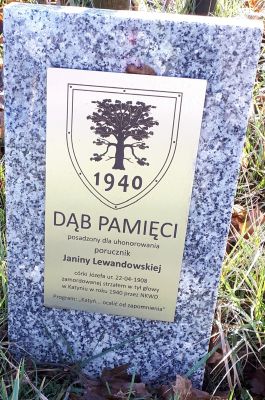 1940
DĄB PAMIĘCI
posadzony dla uhonorowania
porucznik
Janiny Lewandowskiej
córki Józefa ur. 22-04-1908
zamordowanej strzałem w tył głowy
w Katyniu w roku 1940 przez NKWD
Program: „Katyń... ocalić od zapomnienia"